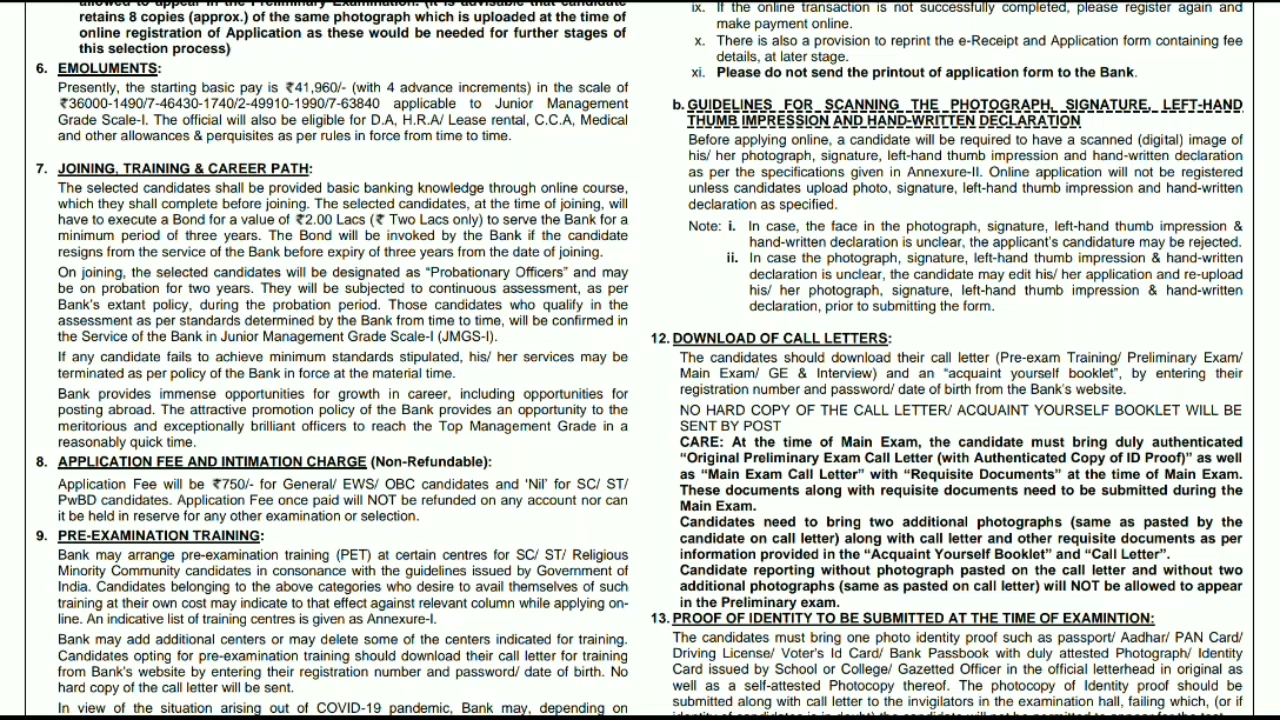 allowed to appear in the Preliminary Examination. (It is advisable that candidate
retains 8 copies (approx.) of the same photograph which is uploaded at the time of
online registration of Application as these would be needed for further stages of
this selection process)
6. EMOLUMENTS:
Presently, the starting basic pay is ₹41,960/- (with 4 advance increments) in the scale of
₹36000-1490/7-46430-1740/2-49910-1990/7-63840 applicable to Junior Management
Grade Scale-I. The official will also be eligible for D.A, H.R.A/ Lease rental, C.C.A, Medical
and other allowances & perquisites as per rules in force from time to time.
7. JOINING, TRAINING & CAREER PATH:
The selected candidates shall be provided basic banking knowledge through online course,
which they shall complete before joining. The selected candidates, at the time of joining, will
have to execute a Bond for a value of ₹2.00 Lacs (₹ Two Lacs only) to serve the Bank for a
minimum period of three years. The Bond will be invoked by the Bank if the candidate
resigns from the service of the Bank before expiry of three years from the date of joining.
On joining, the selected candidates will be designated as “Probationary Officers” and may
be on probation for two years. They will be subjected to continuous assessment, as per
Bank’s extant policy, during the probation period. Those candidates who qualify in the
assessment as per standards determined by the Bank from time to time, will be confirmed in
the Service of the Bank in Junior Management Grade Scale-I (JMGS-I).
If any candidate fails to achieve minimum standards stipulated, his/ her services may be
terminated as per policy of the Bank in force at the material time.
Bank provides immense opportunities for growth in career, including opportunities for
posting abroad. The attractive promotion policy of the Bank provides an opportunity to the
meritorious and exceptionally brilliant officers to reach the Top Management Grade in a
reasonably quick time.
8. APPLICATION FEE AND INTIMATION CHARGE (Non-Refundable):
Application Fee will be ₹750/- for General/ EWS/ OBC candidates and ‘Nil’ for SC/ ST/
PwBD candidates. Application Fee once paid will NOT be refunded on any account nor can
it be held in reserve for any other examination or selection.
9. PRE-EXAMINATION TRAINING:
Bank may arrange pre-examination training (PET) at certain centres for SC/ ST/ Religious
Minority Community candidates in consonance with the guidelines issued by Government of
India. Candidates belonging to the above categories who desire to avail themselves of such
training at their own cost may indicate to that effect against relevant column while applying on-
line. An indicative list of training centres is given as Annexure-I.
Bank may add additional centers or may delete some of the centers indicated for training.
Candidates opting for pre-examination training should download their call letter for training
from Bank’s website by entering their registration number and password/ date of birth. No
hard copy of the call letter will be sent.
In view of the situation arising out of COVID-19 pandemic, Bank may, depending on
ix. If the online transaction is not successfully completed, please register again and
make payment online.
x. There is also a provision to reprint the e-Receipt and Application form containing fee
details, at later stage.
xi. Please do not send the printout of application form to the Bank.
b. GUIDELINES FOR SCANNING THE PHOTOGRAPH, SIGNATURE, LEFT-HAND
THUMB IMPRESSION AND HAND-WRITTEN DECLARATION
Before applying online, a candidate will be required to have a scanned (digital) image of
his/ her photograph, signature, left-hand thumb impression and hand-written declaration
as per the specifications given in Annexure-II. Online application will not be registered
unless candidates upload photo, signature, left-hand thumb impression and hand-written
declaration as specified.
Note: i. In case, the face in the photograph, signature, left-hand thumb impression &
hand-written declaration is unclear, the applicant’s candidature may be rejected.
ii. In case the photograph, signature, left-hand thumb impression & hand-written
declaration is unclear, the candidate may edit his/ her application and re-upload
his/ her photograph, signature, left-hand thumb impression & hand-written
declaration, prior to submitting the form.
12. DOWNLOAD OF CALL LETTERS:
The candidates should download their call letter (Pre-exam Training/ Preliminary Exam/
Main Exam/ GE & Interview) and an “acquaint yourself booklet”, by entering their
registration number and password/ date of birth from the Bank’s website.
NO HARD COPY OF THE CALL LETTER/ ACQUAINT YOURSELF BOOKLET WILL BE
SENT BY POST
CARE: At the time of Main Exam, the candidate must bring duly authenticated
“Original Preliminary Exam Call Letter (with Authenticated Copy of ID Proof)” as well
as “Main Exam Call Letter” with “Requisite Documents” at the time of Main Exam.
These documents along with requisite documents need to be submitted during the
Main Exam.
Candidates need to bring two additional photographs (same as pasted by the
candidate on call letter) along with call letter and other requisite documents as per
information provided in the “Acquaint Yourself Booklet” and “Call Letter”.
Candidate reporting without photograph pasted on the call letter and without two
additional photographs (same as pasted on call letter) will NOT be allowed to appear
in the Preliminary exam.
13. PROOF OF IDENTITY TO BE SUBMITTED AT THE TIME OF EXAMINTION:
The candidates must bring one photo identity proof such as passport/ Aadhar/ PAN Card/
Driving License/ Voter’s Id Card/ Bank Passbook with duly attested Photograph/ Identity
Card issued by School or College/ Gazetted Officer in the official letterhead in original as
well as a self-attested Photocopy thereof. The photocopy of Identity proof should be
submitted along with call letter to the invigilators in the examination hall, failing which, (or if